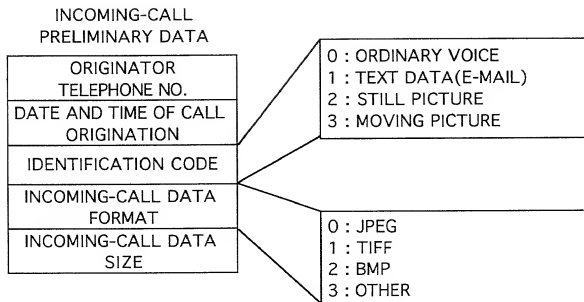 INCOMING-CALL
PRELIMINARY DATA
ORIGINATOR
TELEPHONE NO.
DATE AND TIME OF CALL
ORIGINATION
IDENTIFICATION CODE
INCOMING-CALL DATA
FORMAT
INCOMING-CALL DATA
SIZE
0 : ORDINARY VOICE
1 : TEXT DATA(E-MAIL)
2 : STILL PICTURE
3 : MOVING PICTURE
0 : JPEG
1 : TIFF
2 : BMP
3 : OTHER